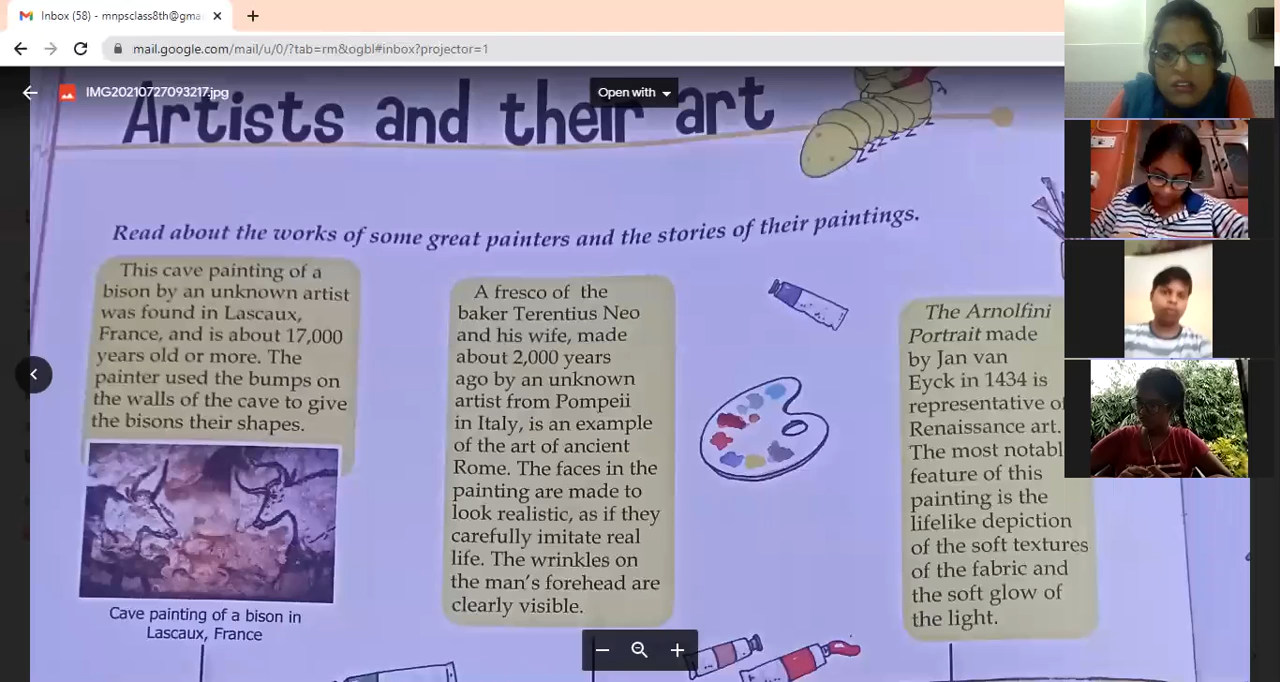 Inbox (58) - mnpsclass8th@gma
mail.google.com/mail/u/0/?tab=rm&ogbl#inbox?projector=1
IMG20210727093217.jpg
Open with
Artists and their art
Read about the works of some great painters and the stories of their paintings.
This cave painting of a
bison by an unknown artist
was found in Lascaux,
France, and is about 17,000
years old or more. The
painter used the bumps on
the walls of the cave to give
the bisons their shapes.
Cave painting of a bison in
Lascaux, France
A fresco of the
baker Terentius Neo
and his wife, made
about 2,000 years
ago by an unknown
artist from Pompeii
in Italy, is an example
of the art of ancient
Rome. The faces in the
painting are made to
look realistic, as if they
carefully imitate real
life. The wrinkles on
the man's forehead are
clearly visible.
The Arnolfini
Portrait made
by Jan van
Eyck in 1434 is
representative o
Renaissance art.
The most notabl
feature of this
painting is the
lifelike depiction
of the soft textures
of the fabric and
the soft glow of
the light.